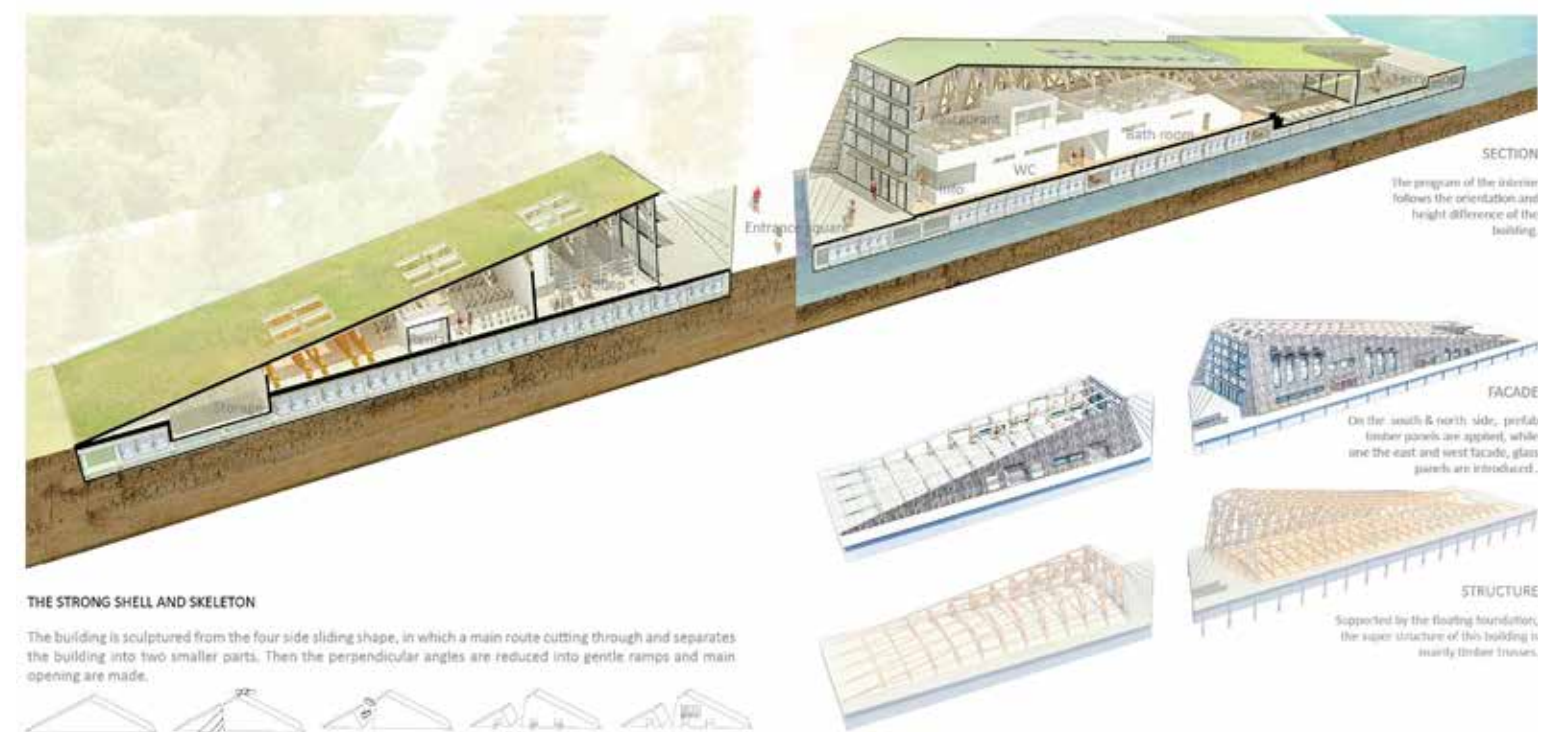 Restaurant
Bath room
WC
Info.
Entrance square
Storage
SECTION
The program of the interior
follows the orientation and
height difference of the
building.
FACADE
On the south & north side, prefab
timber panels are applied, while
one the east and west facade, glass
panels are introduced .
STRUCTURE
Supported by the floating foundation,
the super structure of this building is
mainly timber trusses.
THE STRONG SHELL AND SKELETON
The building is sculptured from the four side sliding shape, in which a main route cutting through and separates
the building into two smaller parts. Then the perpendicular angles are reduced into gentle ramps and main
opening are made.